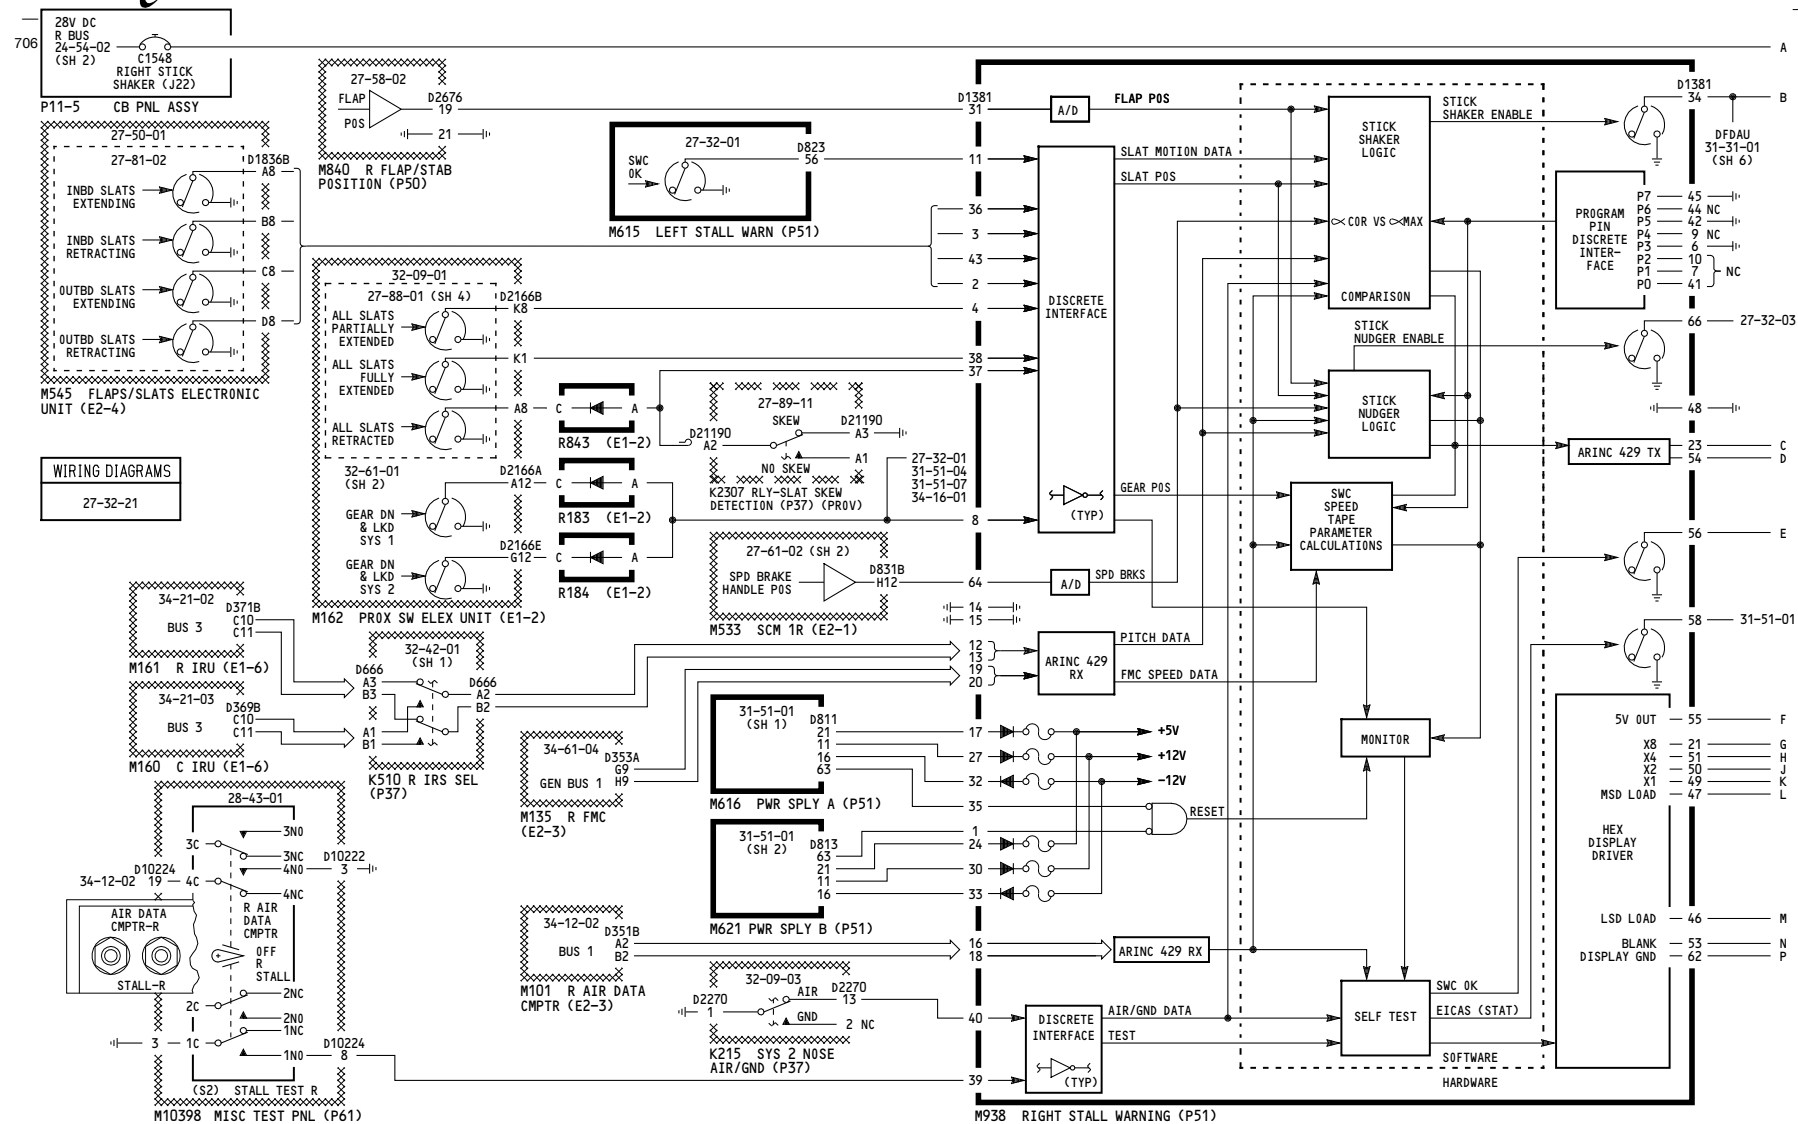 706
28V DC
R BUS
24-54-02
(SH 2)
C1548
RIGHT STICK
SHAKER (J22)
P11-5 CB PNL ASSY
A
27-50-01
27-81-02
D1836B
A8
INBD SLATS
EXTENDING
B8
INBD SLATS
RETRACTING
C8
OUTBD SLATS
EXTENDING
D8
OUTBD SLATS
RETRACTING
M545 FLAPS/SLATS ELECTRONIC
UNIT (E2-4)
WIRING DIAGRAMS
27-32-21
27-58-02
FLAP
POS
D2676
19
21
M840 R FLAP/STAB
POSITION (P50)
27-32-01
SWC
OK
D823
56
M615 LEFT STALL WARN (P51)
32-09-01
27-88-01 (SH 4)
D2166B
K8
ALL SLATS
PARTIALLY
EXTENDED
K1
ALL SLATS
FULLY
EXTENDED
A8
ALL SLATS
RETRACTED
32-61-01
(SH 2)
D2166A
A12
GEAR DN
& LKD
SYS 1
D2166E
G12
GEAR DN
& LKD
SYS 2
M162 PROX SW ELEX UNIT (E1-2)
C A
R843 (E1-2)
C A
R183 (E1-2)
C A
R184 (E1-2)
27-89-11
SKEW
D21190
A2
D21190
A3
A1
NO SKEW
K2307 RLY-SLAT SKEW
DETECTION (P37) (PROV)
27-32-01
31-51-04
31-51-07
34-16-01
27-61-02 (SH 2)
SPD BRAKE
HANDLE POS
D831B
H12
M533 SCM 1R (E2-1)
34-21-02
BUS 3
D371B
C10
C11
M161 R IRU (E1-6)
34-21-03
BUS 3
D369B
C10
C11
M160 C IRU (E1-6)
32-42-01
(SH 1)
D666
A3
B3
A1
B1
D666
A2
B2
K510 R IRS SEL
(P37)
34-61-04
GEN BUS 1
D353A
G9
H9
M135 R FMC
(E2-3)
31-51-01
(SH 1)
D811
21
11
16
63
M616 PWR SPLY A (P51)
31-51-01
(SH 2)
D813
63
21
11
16
M621 PWR SPLY B (P51)
34-12-02
BUS 1
D351B
A2
B2
M101 R AIR DATA
CMPTR (E2-3)
32-09-03
D2270
1
AIR
D2270
13
GND
2 NC
K215 SYS 2 NOSE
AIR/GND (P37)
28-43-01
3NO
3C
3NC
4NO
D10222
3
34-12-02
D10224
19
4C
4NC
AIR DATA
CMPTR-R
STALL-R
R AIR
DATA
CMPTR
OFF
R
STALL
2NC
2C
2NO
1NC
3
1C
1NO
D10224
8
(S2) STALL TEST R
M10398 MISC TEST PNL (P61)
D1381
31
11
36
3
43
2
4
38
37
8
64
14
15
12
13
19
20
17
27
32
35
1
24
30
33
16
18
40
39
A/D
FLAP POS
SLAT MOTION DATA
SLAT POS
DISCRETE
INTERFACE
(TYP)
GEAR POS
A/D
SPD BRKS
ARINC 429
RX
PITCH DATA
FMC SPEED DATA
+5V
+12V
-12V
RESET
ARINC 429 RX
DISCRETE
INTERFACE
(TYP)
AIR/GND DATA
TEST
STICK
SHAKER
LOGIC
∝ COR VS ∝MAX
COMPARISON
STICK
SHAKER ENABLE
STICK
NUDGER ENABLE
STICK
NUDGER
LOGIC
SWC
SPEED
TAPE
PARAMETER
CALCULATIONS
MONITOR
SELF TEST
SWC OK
EICAS (STAT)
SOFTWARE
HARDWARE
D1381
34
B
DFDAU
31-31-01
(SH 6)
PROGRAM
PIN
DISCRETE
INTER-
FACE
P7 45
P6 44 NC
P5 42
P4 9 NC
P3 6
P2 10
P1 7
P0 41
NC
66 27-32-03
48
ARINC 429 TX
23 C
54 D
56 E
58 31-51-01
HEX
DISPLAY
DRIVER
5V OUT 55 F
X8 21 G
X4 51 H
X2 50 J
X1 49 K
MSD LOAD 47 L
LSD LOAD 46 M
BLANK 53 N
DISPLAY GND 62 P
M938 RIGHT STALL WARNING (P51)